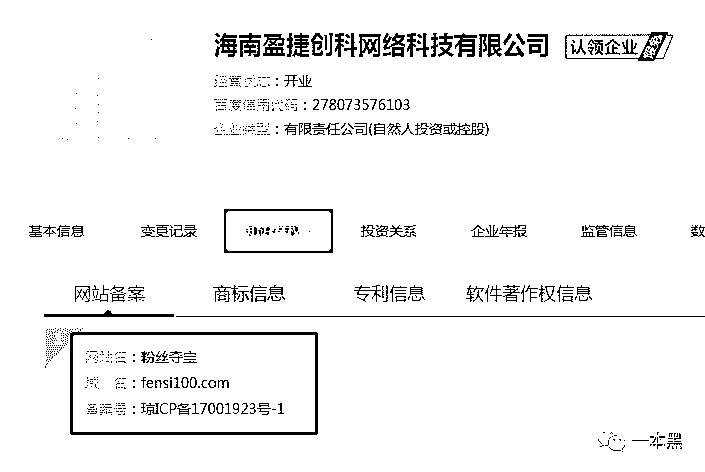 海南盈捷创科网络科技有限公司 认领企业
经营状态：开业
百度信用代码：278073576103
企业类型：有限责任公司(自然人投资或控股)
基本信息 变更记录 投资关系 企业年报 监管信息 数
网站备案 商标信息 专利信息 软件著作权信息
网站名：粉丝夺宝
域 名：fensi100.com
备案号：琼ICP备17001923号-1
一本黑